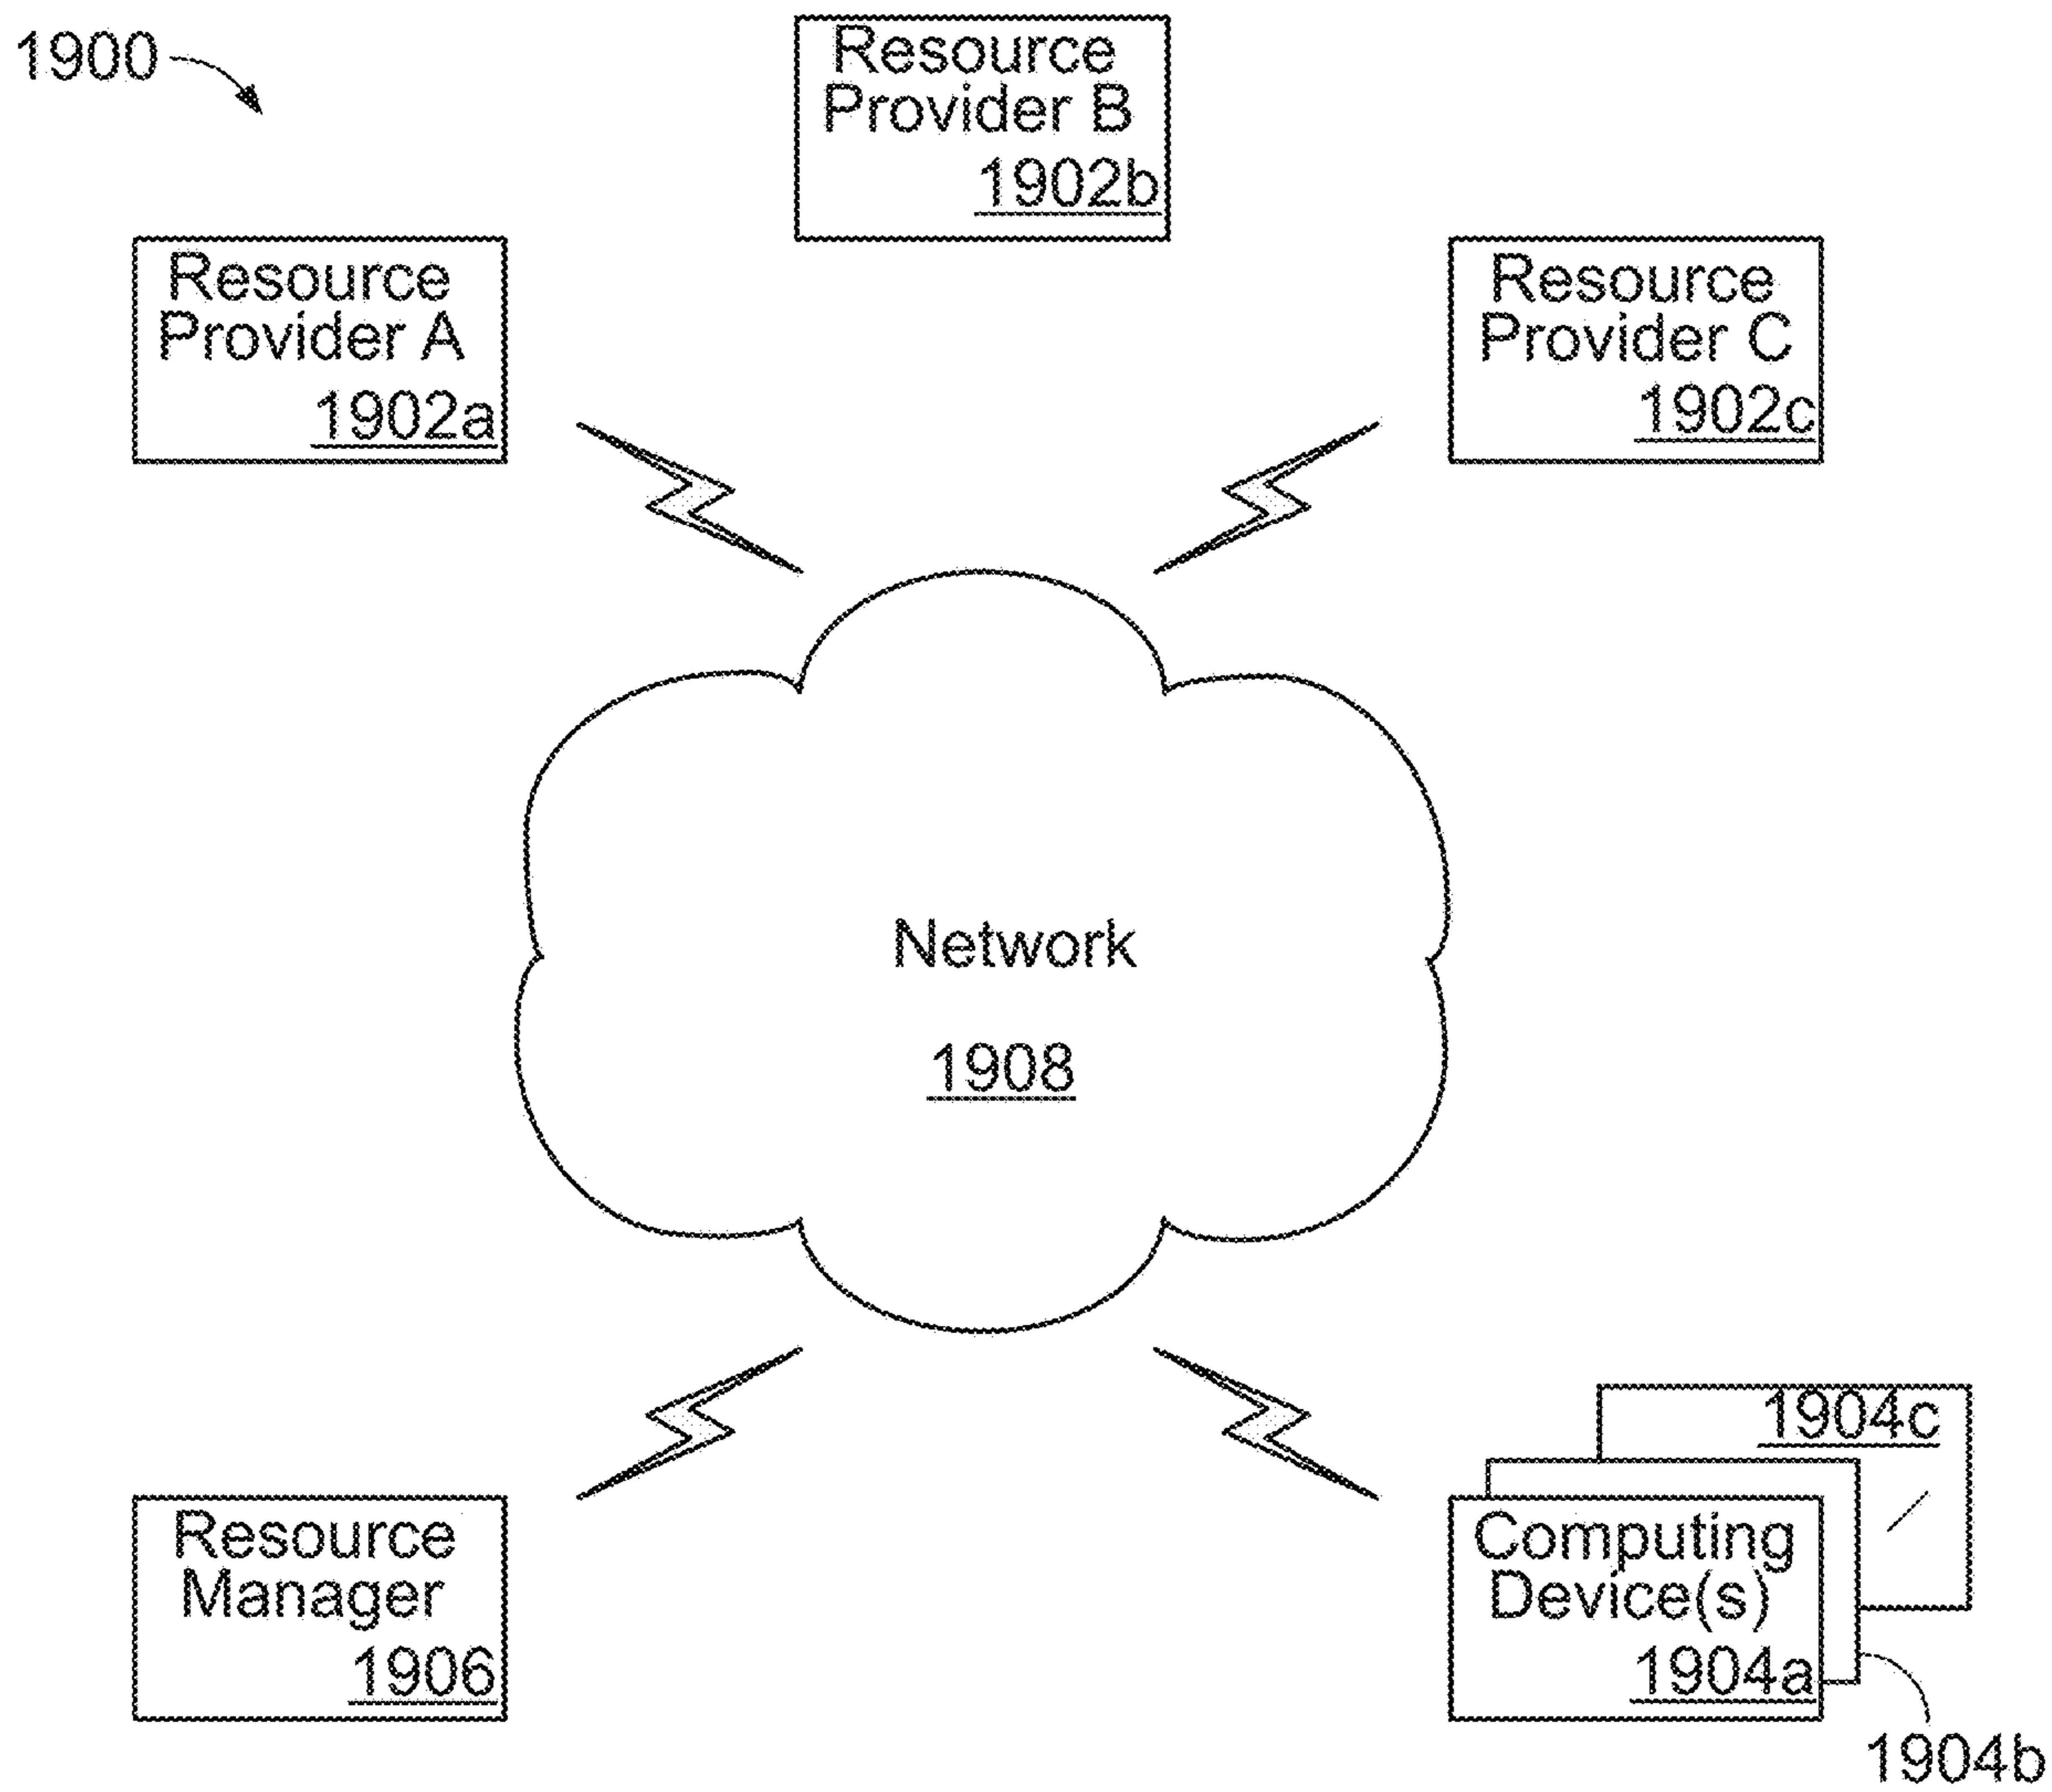 1900
Resource
Provider B
1902b
Resource
Provider A
1902a
Resource
Provider C
1902c
Network
1908
Resource
Manager
1906
1904c
Computing
Device(s)
1904a
1904b